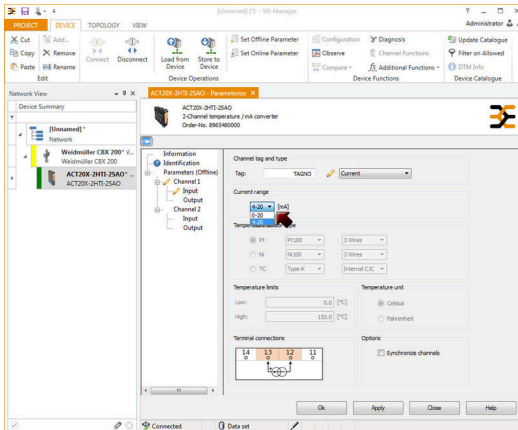 [Unnamed] (*) - WI-Manager
PROJECT DEVICE TOPOLOGY VIEW Administrator
Cut Add...
Copy Remove
Paste Rename
Connect Disconnect
Load from Device
Store to Device
Set Offline Parameter
Set Online Parameter
Configuration Diagnosis
Observe Channel Functions
Compare Additional Functions
Update Catalogue
Filter on Allowed
DTM Info
Edit Device Operations Device Functions Device Catalogue
Network View
Device Summary
[Unnamed]*
Network
Weidmüller CBX 200* V...
Weidmüller CBX 200
ACT20X-2HTI-2SAO* ...
ACT20X-2HTI-2SAO
ACT20X-2HTI-2SAO - Parameterize
ACT20X-2HTI-2SAO
2-Channel temperature / mA converter
Order-No. 8965480000
Information
Identification
Parameters (Offline)
Channel 1
Input
Output
Channel 2
Input
Output
Channel tag and type
Tag: TAGNO Current
Current range
4-20 [mA]
0-20
4-20
Temperature sensor type
Pt Pt100 3 Wires
Ni Ni100 3 Wires
TC Type-K Internal CJC
Temperature limits
Low: 0.0 [°C]
High: 150.0 [°C]
Temperature unit
Celsius
Fahrenheit
Terminal connections
14 13 12 11
Options
Synchronize channels
Ok Apply Close Help
Connected Data set